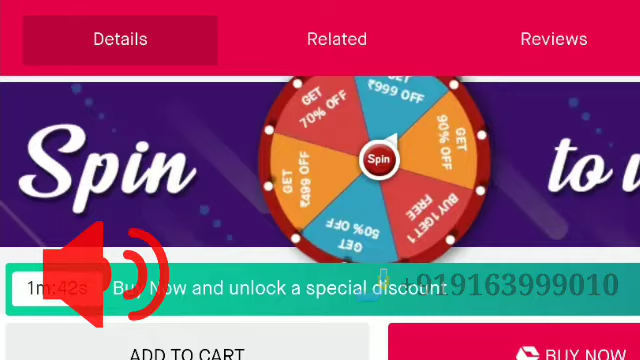 Details
Related
Reviews
Spin
to
GET
70% OFF
GET
₹999 OFF
GET
90% OFF
BUY 1 GET 1
FREE
GET
50% OFF
GET
₹499 OFF
Spin
1m:42s
Buy Now and unlock a special discount
+919163999010
ADD TO CART
BUY NOW